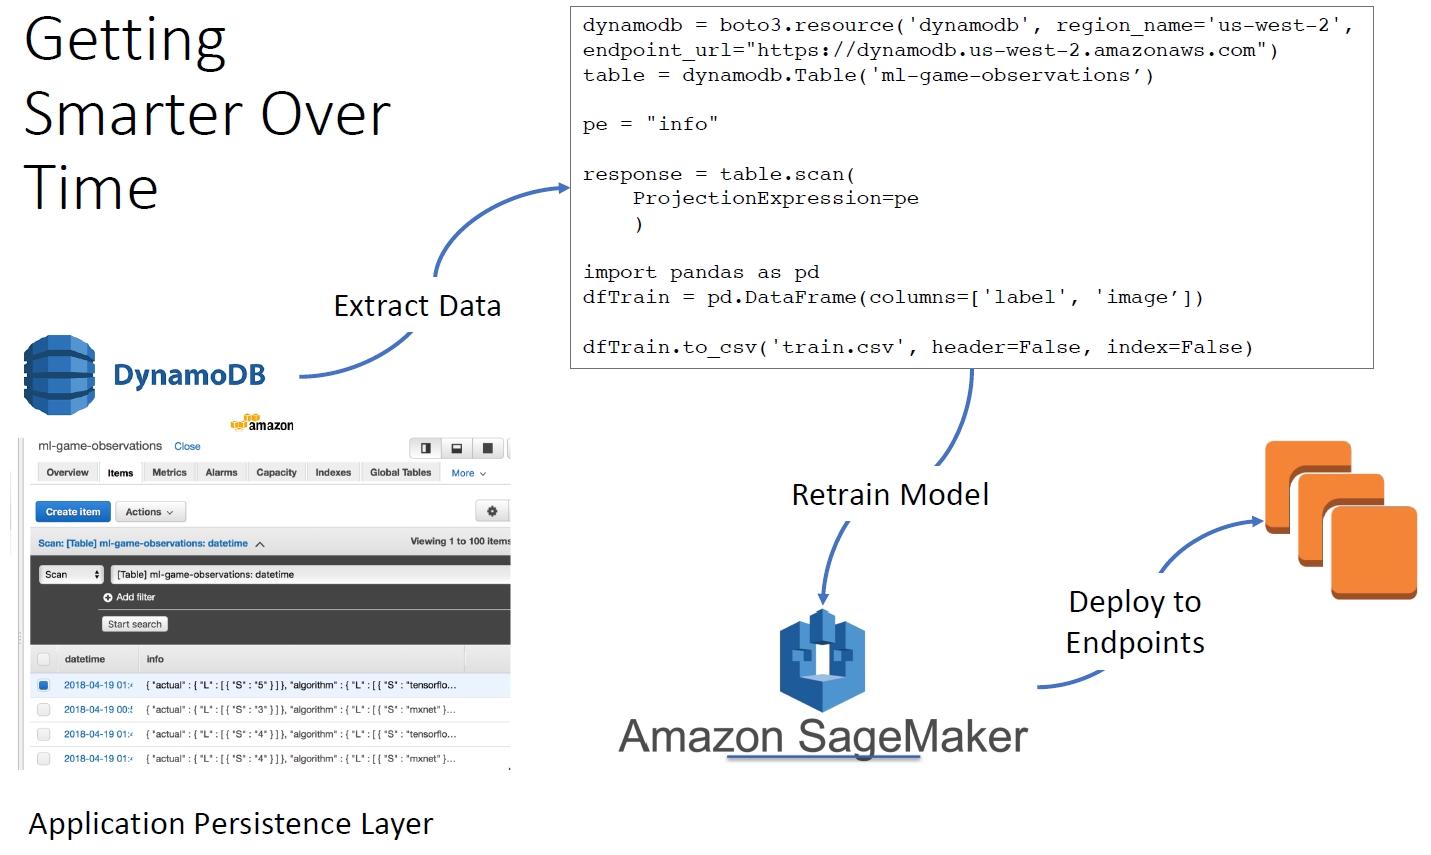 Getting
Smarter Over
Time
dynamodb = boto3.resource('dynamodb', region_name='us-west-2',
endpoint_url="https://dynamodb.us-west-2.amazonaws.com")
table = dynamodb.Table('ml-game-observations’)
pe = "info"
response = table.scan(
    ProjectionExpression=pe
    )
import pandas as pd
dfTrain = pd.DataFrame(columns=['label', 'image’])
dfTrain.to_csv('train.csv', header=False, index=False)
Extract Data
DynamoDB
amazon
ml-game-observations Close
Overview Items Metrics Alarms Capacity Indexes Global Tables More
Create item Actions
Scan: [Table] ml-game-observations: datetime Viewing 1 to 100 items
Scan [Table] ml-game-observations: datetime
Add filter
Start search
datetime info
2018-04-19 01: { "actual" : { "L" : [ { "S" : "5" } ] }, "algorithm" : { "L" : [ { "S" : "tensorflo...
2018-04-19 00: { "actual" : { "L" : [ { "S" : "3" } ] }, "algorithm" : { "L" : [ { "S" : "mxnet" }...
2018-04-19 01: { "actual" : { "L" : [ { "S" : "4" } ] }, "algorithm" : { "L" : [ { "S" : "tensorflo...
2018-04-19 01: { "actual" : { "L" : [ { "S" : "4" } ] }, "algorithm" : { "L" : [ { "S" : "mxnet" }...
Application Persistence Layer
Retrain Model
Amazon SageMaker
Deploy to
Endpoints